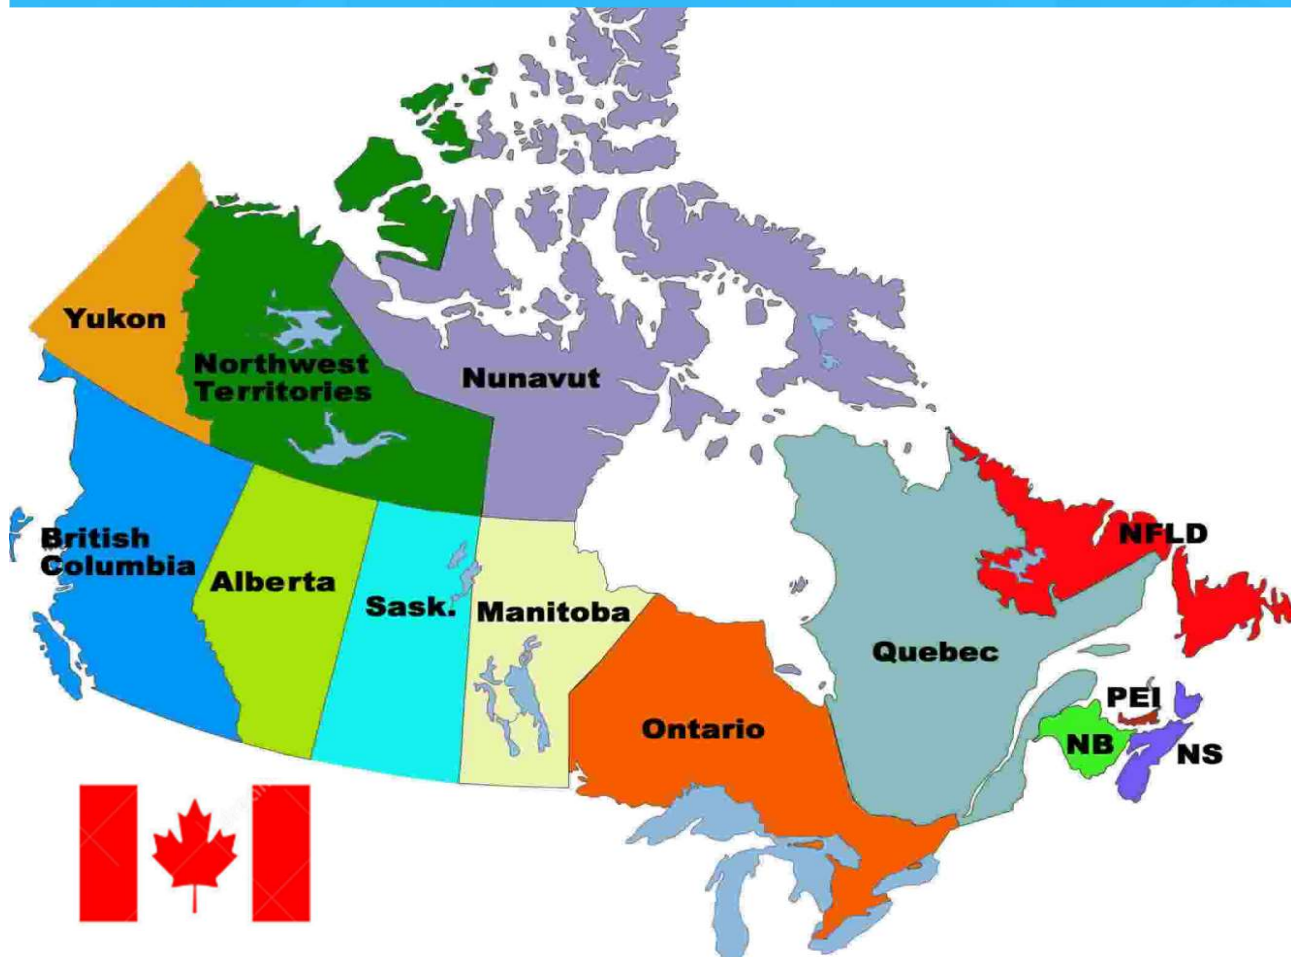 Yukon
Northwest
Territories
Nunavut
British
Columbia
Alberta
Sask.
Manitoba
Ontario
Quebec
NFLD
PEI
NB
NS